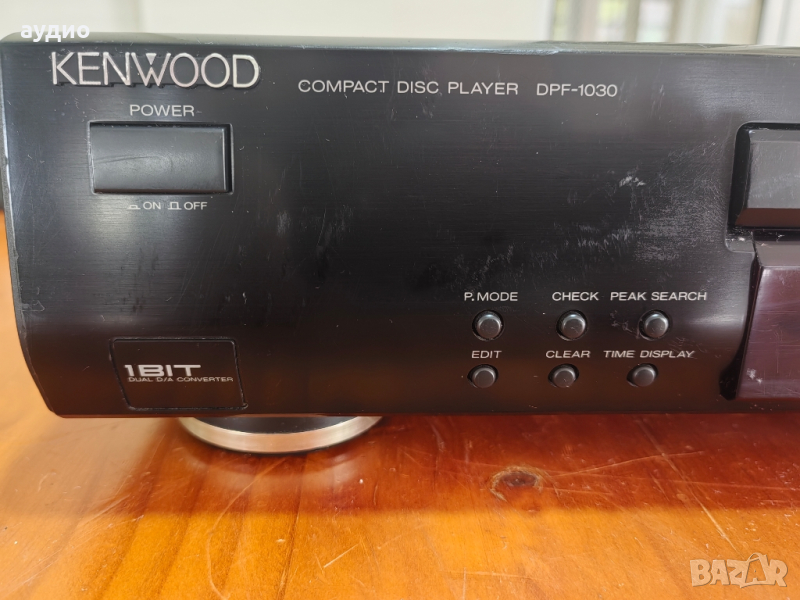 аудио
KENWOOD
COMPACT DISC PLAYER DPF-1030
POWER
ON OFF
P.MODE CHECK PEAK SEARCH
EDIT CLEAR TIME DISPLAY
1BIT
DUAL D/A CONVERTER
BAZAR